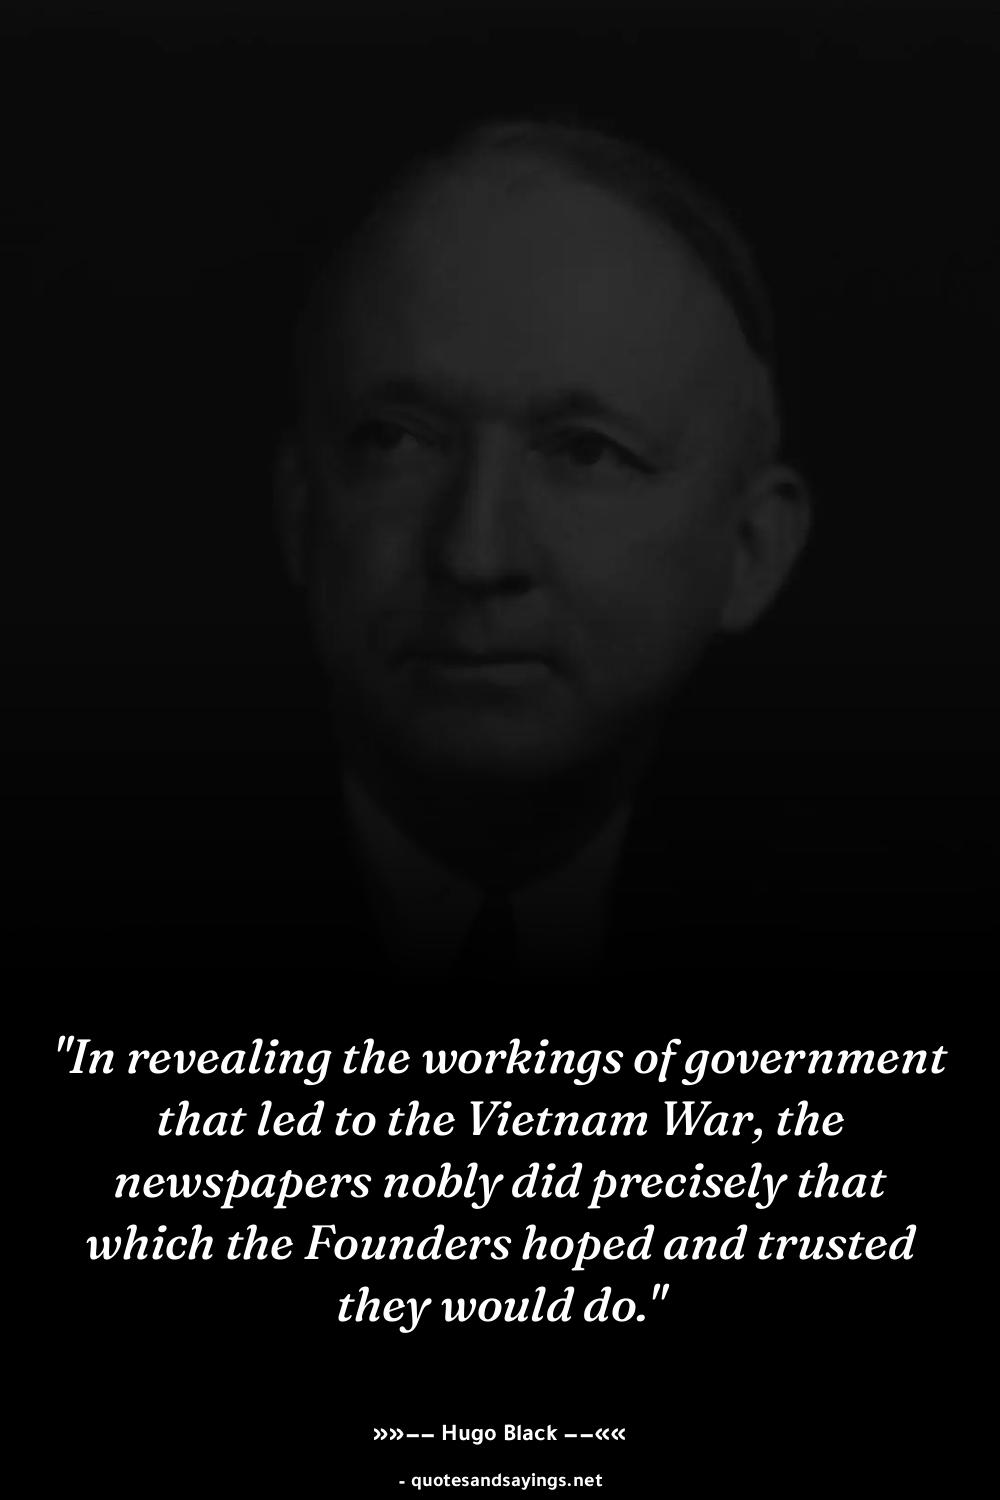 "In revealing the workings of government
that led to the Vietnam War, the
newspapers nobly did precisely that
which the Founders hoped and trusted
they would do."
»»−− Hugo Black −−««
- quotesandsayings.net